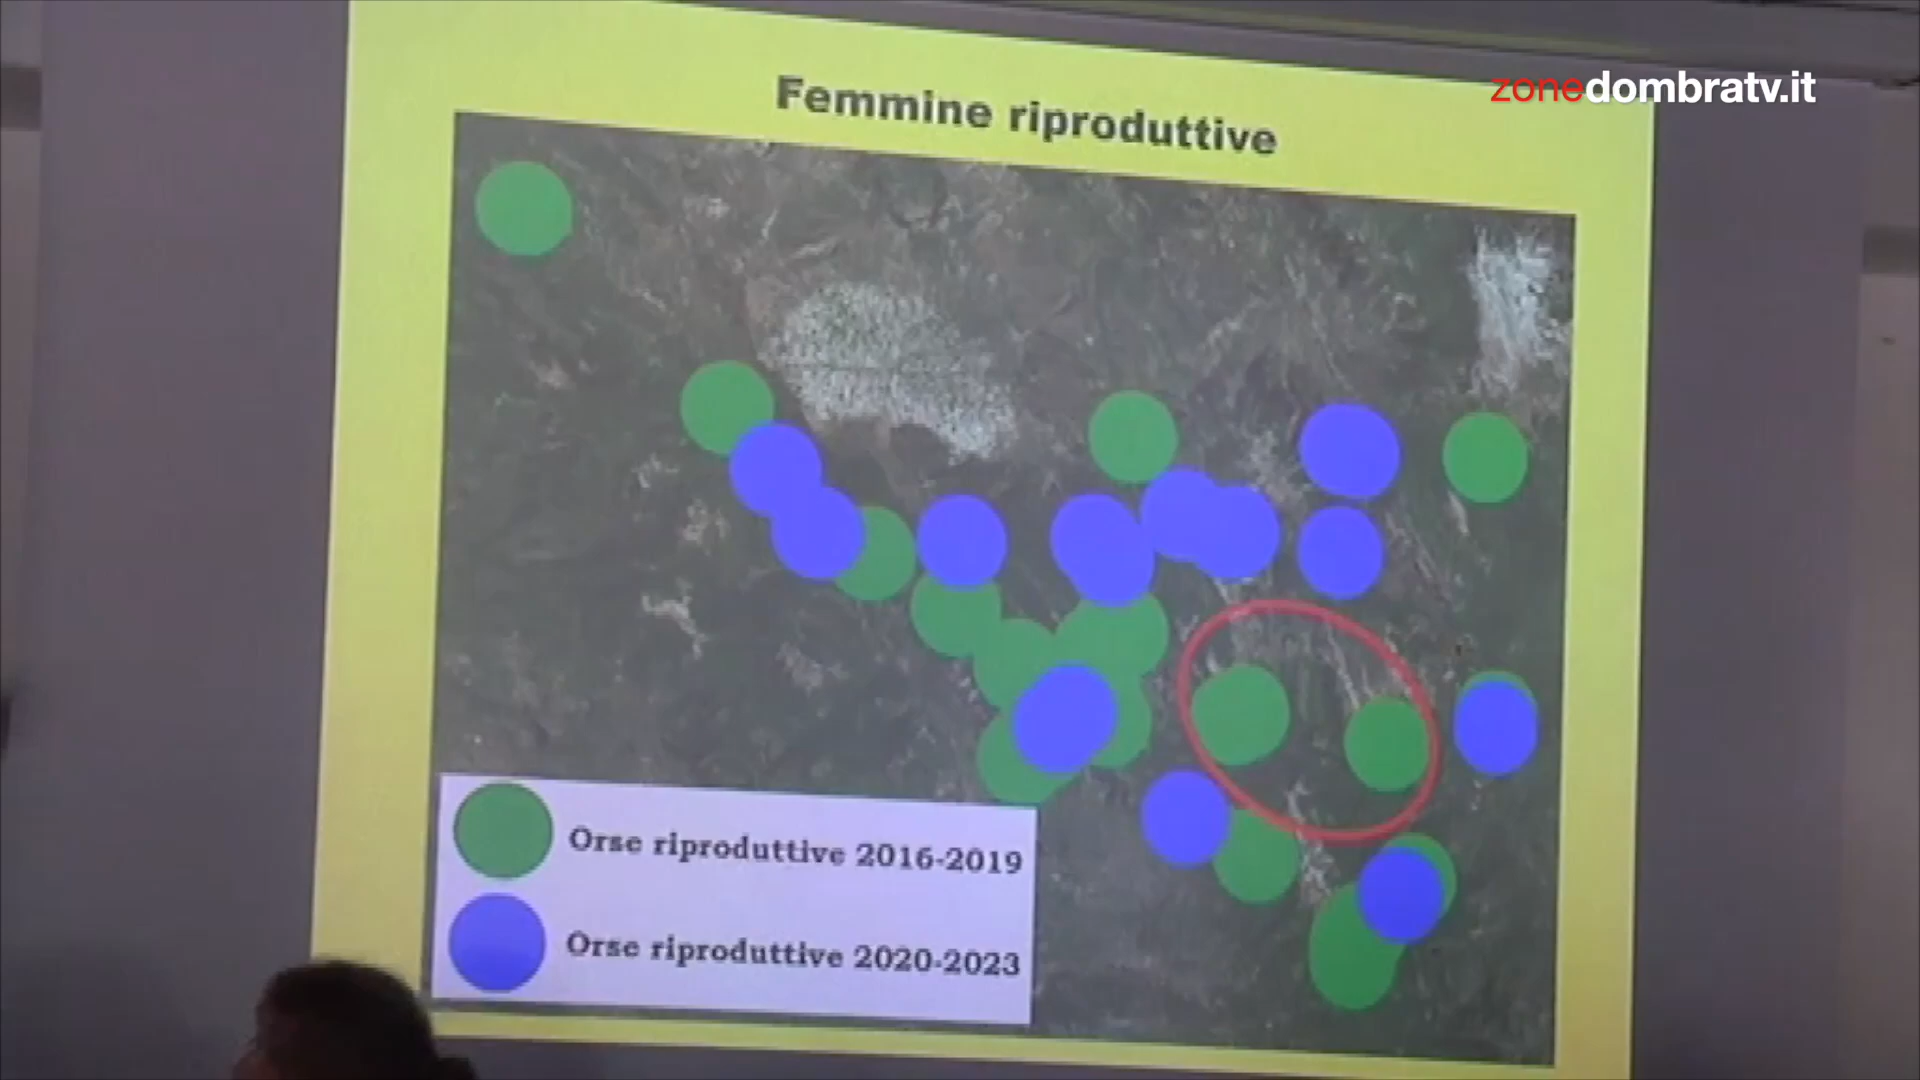 zonedombratv.it
Femmine riproduttive
Orse riproduttive 2016-2019
Orse riproduttive 2020-2023